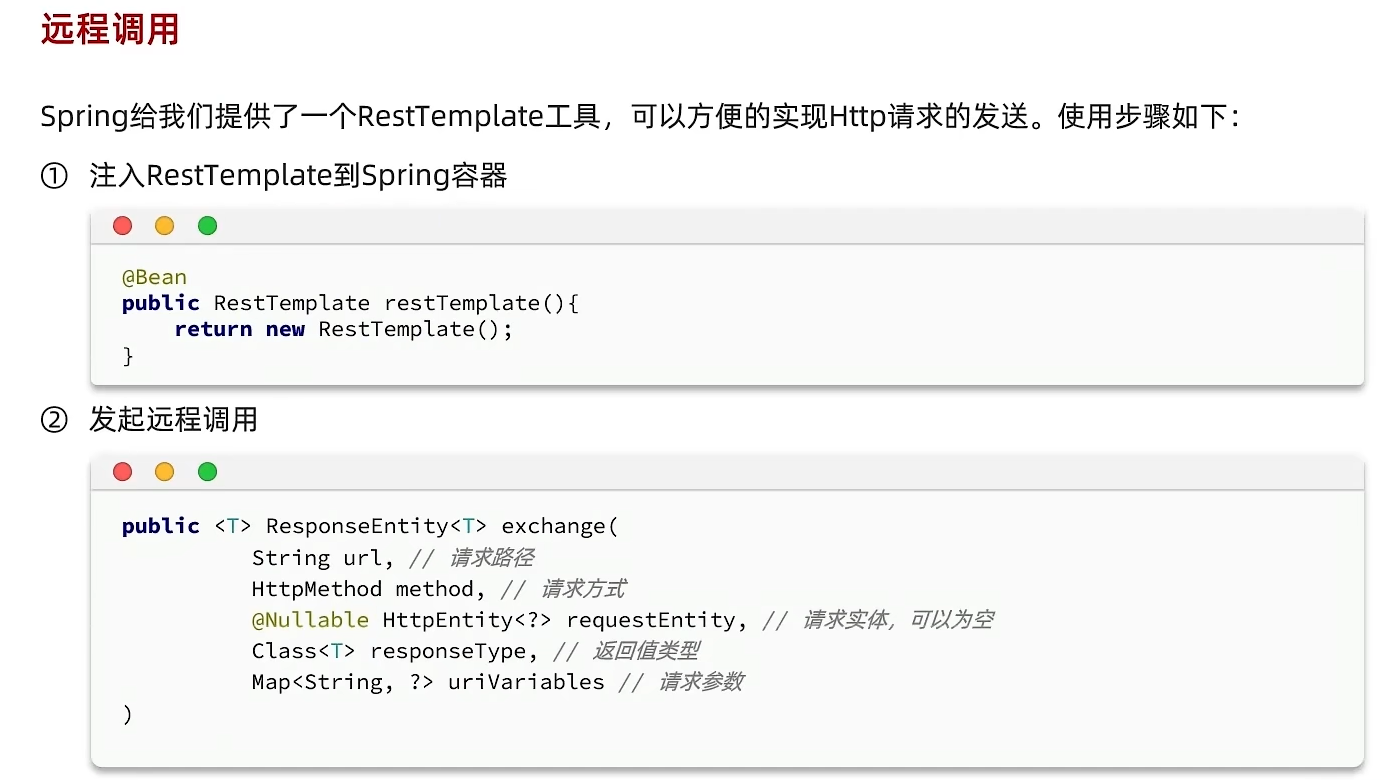 远程调用
Spring给我们提供了一个RestTemplate工具，可以方便的实现Http请求的发送。使用步骤如下：
① 注入RestTemplate到Spring容器
@Bean
public RestTemplate restTemplate(){
    return new RestTemplate();
}
② 发起远程调用
public <T> ResponseEntity<T> exchange(
          String url, // 请求路径
          HttpMethod method, // 请求方式
          @Nullable HttpEntity<?> requestEntity, // 请求实体，可以为空
          Class<T> responseType, // 返回值类型
          Map<String, ?> uriVariables // 请求参数
)